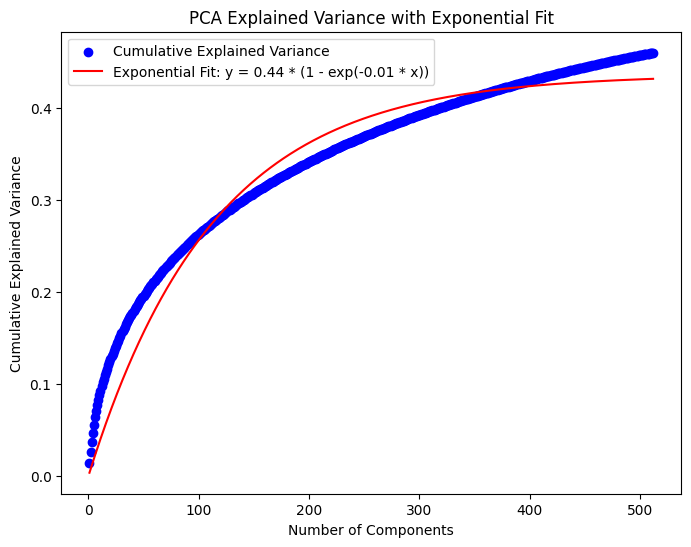 PCA Explained Variance with Exponential Fit
Cumulative Explained Variance
Exponential Fit: y = 0.44 * (1 - exp(-0.01 * x))
Cumulative Explained Variance
0.4
0.3
0.2
0.1
0.0
0 100 200 300 400 500
Number of Components